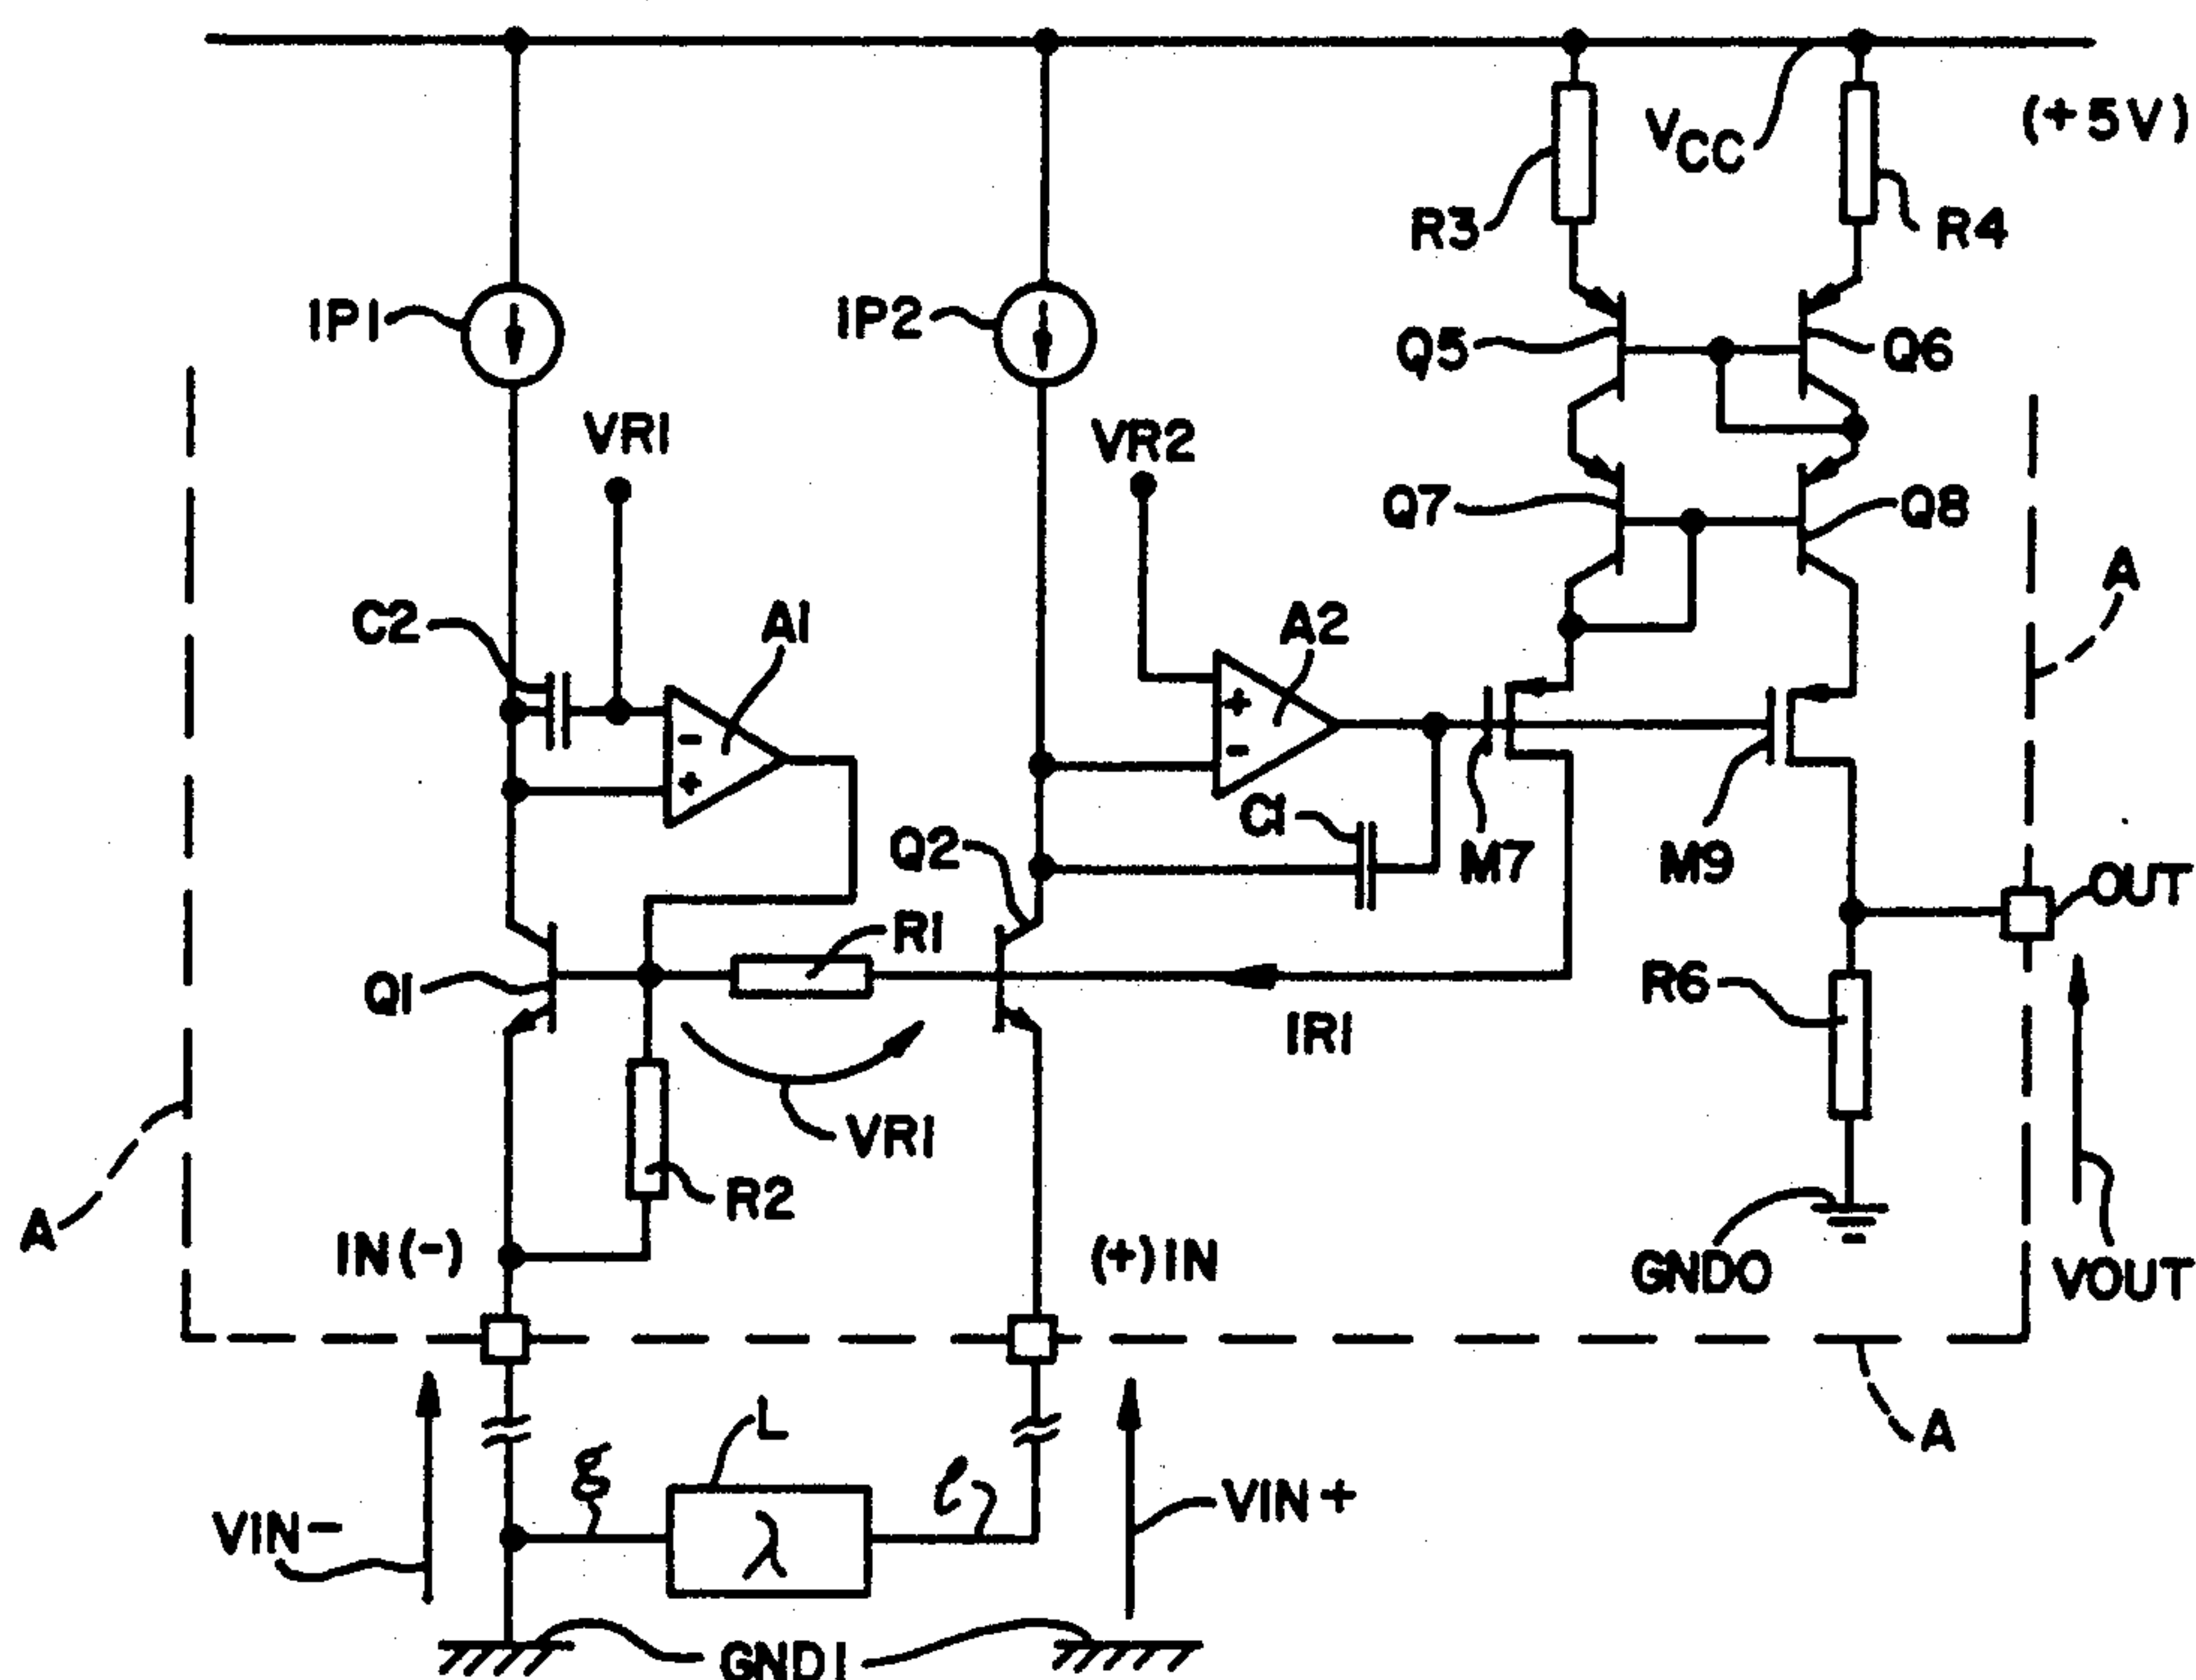 (+5V)
VCC
R3
R4
IP1
IP2
Q5
Q6
VR1
VR2
Q7
Q8
A
C2
A1
A2
+
-
-
+
C1
Q2
M7
M9
OUT
R1
Q1
R6
IR1
VR1
R2
A
IN(-)
(+)IN
GNDO
VOUT
L
A
g
l
VIN-
λ
VIN+
GND1